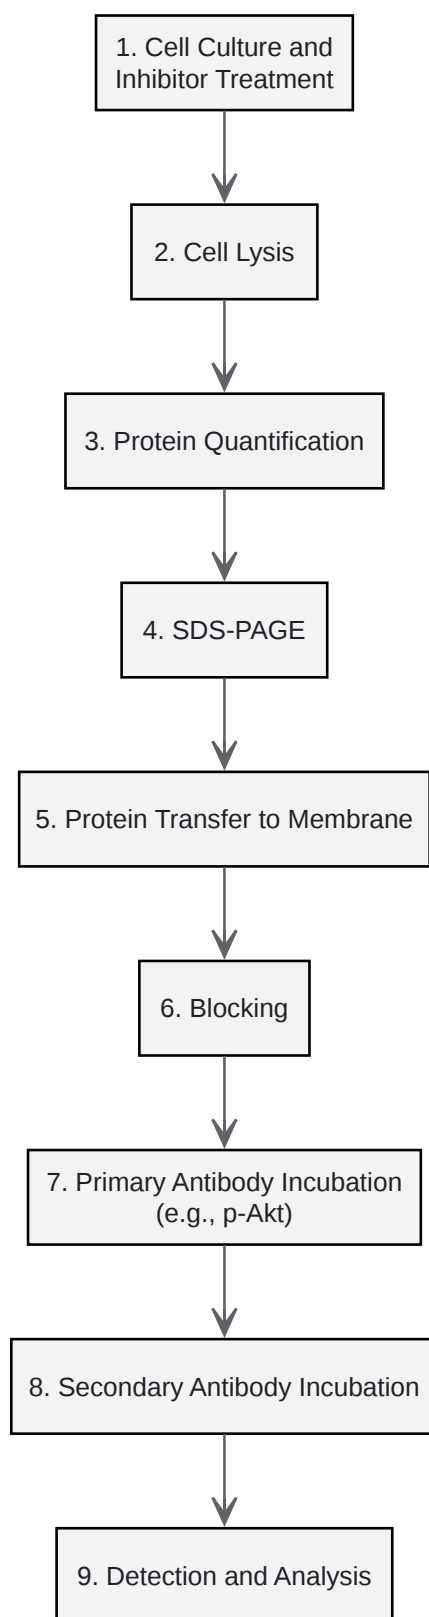 1. Cell Culture and
Inhibitor Treatment
2. Cell Lysis
3. Protein Quantification
4. SDS-PAGE
5. Protein Transfer to Membrane
6. Blocking
7. Primary Antibody Incubation
(e.g., p-Akt)
8. Secondary Antibody Incubation
9. Detection and Analysis